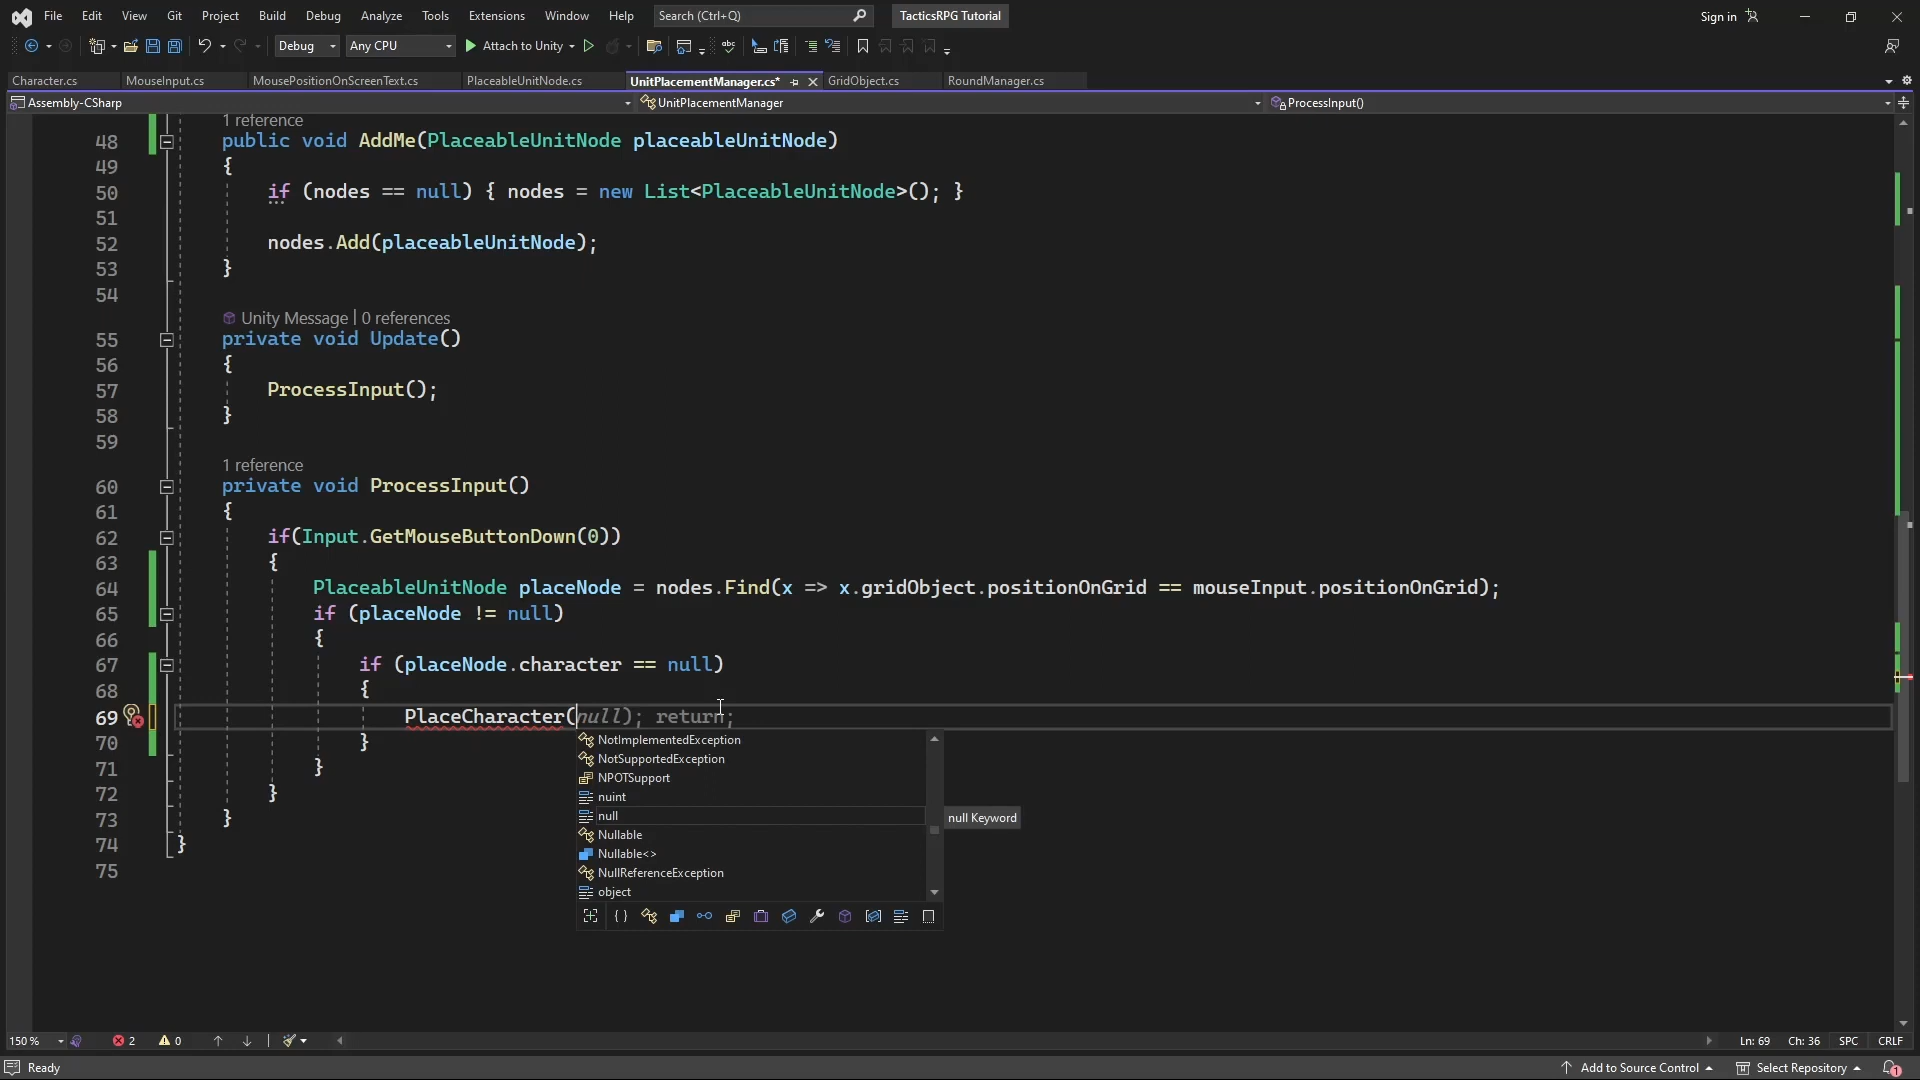 File Edit View Git Project Build Debug Analyze Tools Extensions Window Help Search (Ctrl+Q) TacticsRPG Tutorial Sign in
Debug Any CPU Attach to Unity
Character.cs MouseInput.cs MousePositionOnScreenText.cs PlaceableUnitNode.cs UnitPlacementManager.cs* GridObject.cs RoundManager.cs
Assembly-CSharp UnitPlacementManager ProcessInput()
1 reference
48 public void AddMe(PlaceableUnitNode placeableUnitNode)
49 {
50 if (nodes == null) { nodes = new List<PlaceableUnitNode>(); }
51
52 nodes.Add(placeableUnitNode);
53 }
54
Unity Message | 0 references
55 private void Update()
56 {
57 ProcessInput();
58 }
59
1 reference
60 private void ProcessInput()
61 {
62 if(Input.GetMouseButtonDown(0))
63 {
64 PlaceableUnitNode placeNode = nodes.Find(x => x.gridObject.positionOnGrid == mouseInput.positionOnGrid);
65 if (placeNode != null)
66 {
67 if (placeNode.character == null)
68 {
69 PlaceCharacter(null); return;
70 }
71 }
72 }
73 }
74 }
75
NotImplementedException
NotSupportedException
NPOTSupport
nuint
null null Keyword
Nullable
Nullable<>
NullReferenceException
object
150 % 2 0 Ln: 69 Ch: 36 SPC CRLF
Ready Add to Source Control Select Repository 1